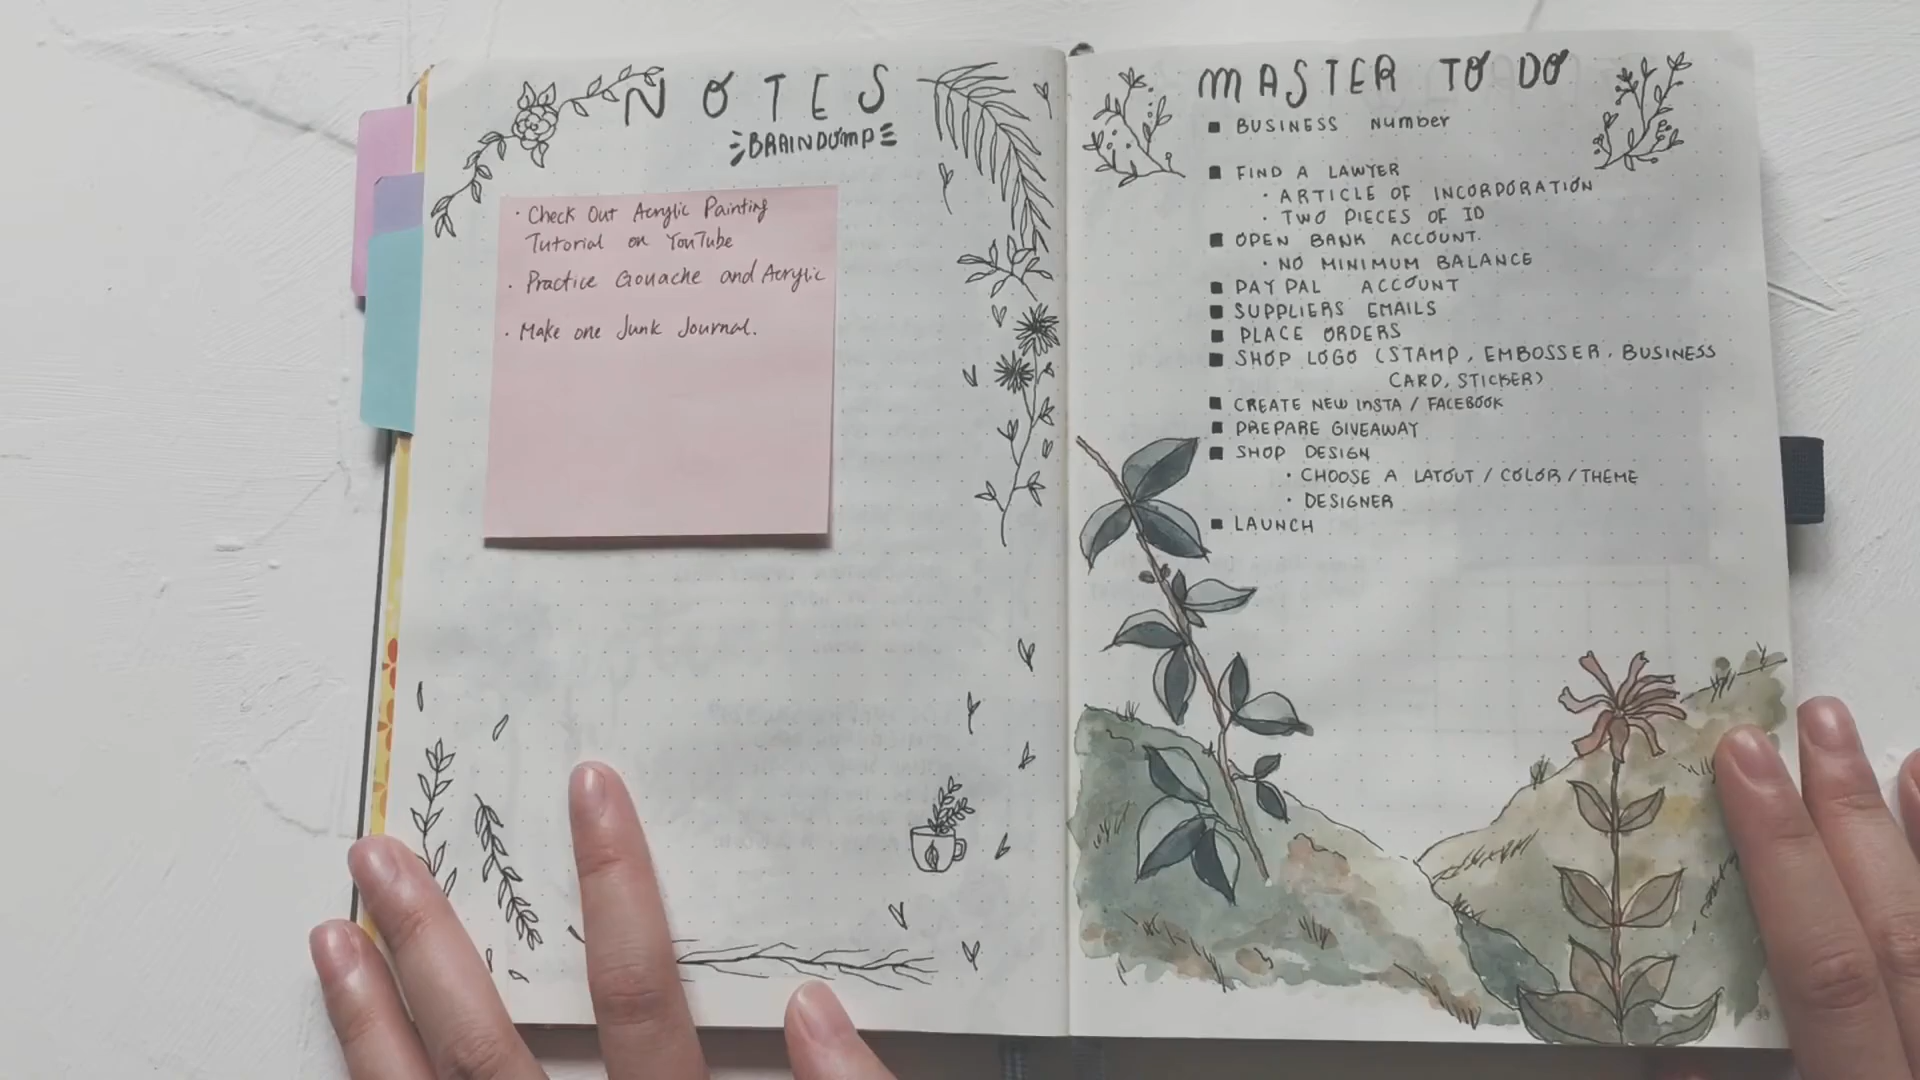 NOTES
BRAINDUMP
· Check Out Acrylic Painting
Tutorial on YouTube
· Practice Gouache and Acrylic
· Make one Junk Journal.
MASTER TO DO
■ BUSINESS Number
■ FIND A LAWYER
· ARTICLE OF INCORPORATION
· TWO PIECES OF ID
■ OPEN BANK ACCOUNT.
· NO MINIMUM BALANCE
■ PAYPAL ACCOUNT
■ SUPPLIERS EMAILS
■ PLACE ORDERS
■ SHOP LOGO (STAMP, EMBOSSER, BUSINESS
CARD, STICKER)
■ CREATE NEW INSTA / FACEBOOK
■ PREPARE GIVEAWAY
■ SHOP DESIGN
· CHOOSE A LAYOUT / COLOR / THEME
· DESIGNER
■ LAUNCH